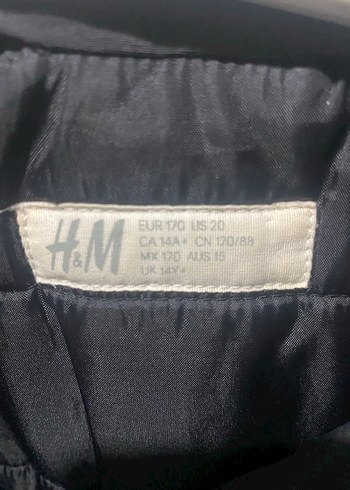 H&M
EUR 170 US 20
CA 14A+ CN 170/88
MX 170 AUS 15
UK 14Y+